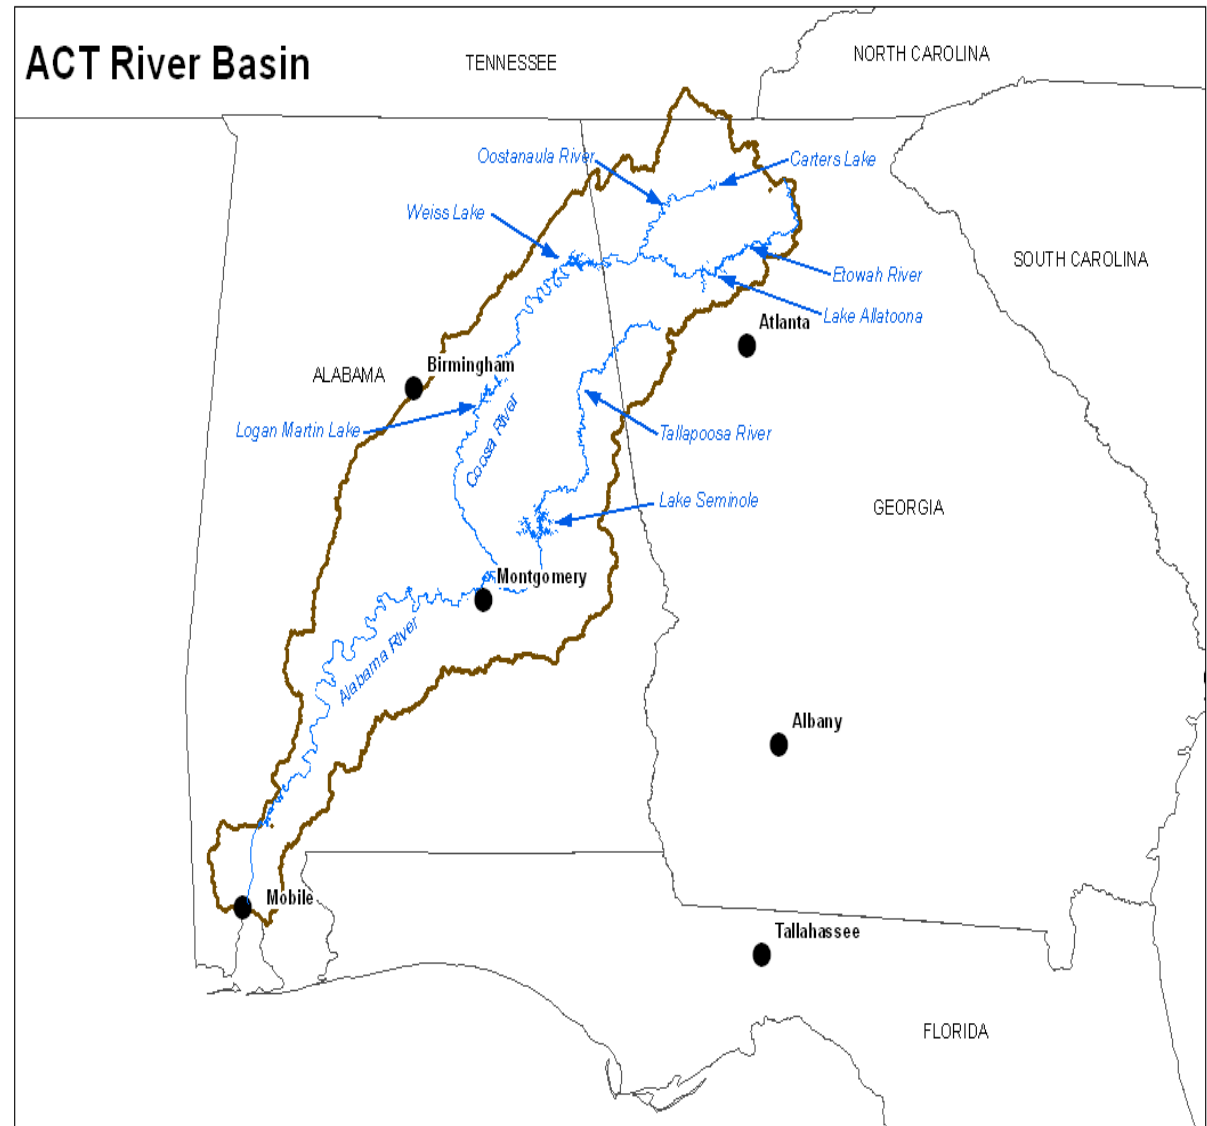 ACT River Basin
TENNESSEE
NORTH CAROLINA
Oostanaula River
Carters Lake
Weiss Lake
SOUTH CAROLINA
Etowah River
Lake Allatoona
Atlanta
Birmingham
ALABAMA
Logan Martin Lake
Coosa River
Tallapoosa River
Lake Seminole
GEORGIA
Montgomery
Alabama River
Albany
Mobile
Tallahassee
FLORIDA